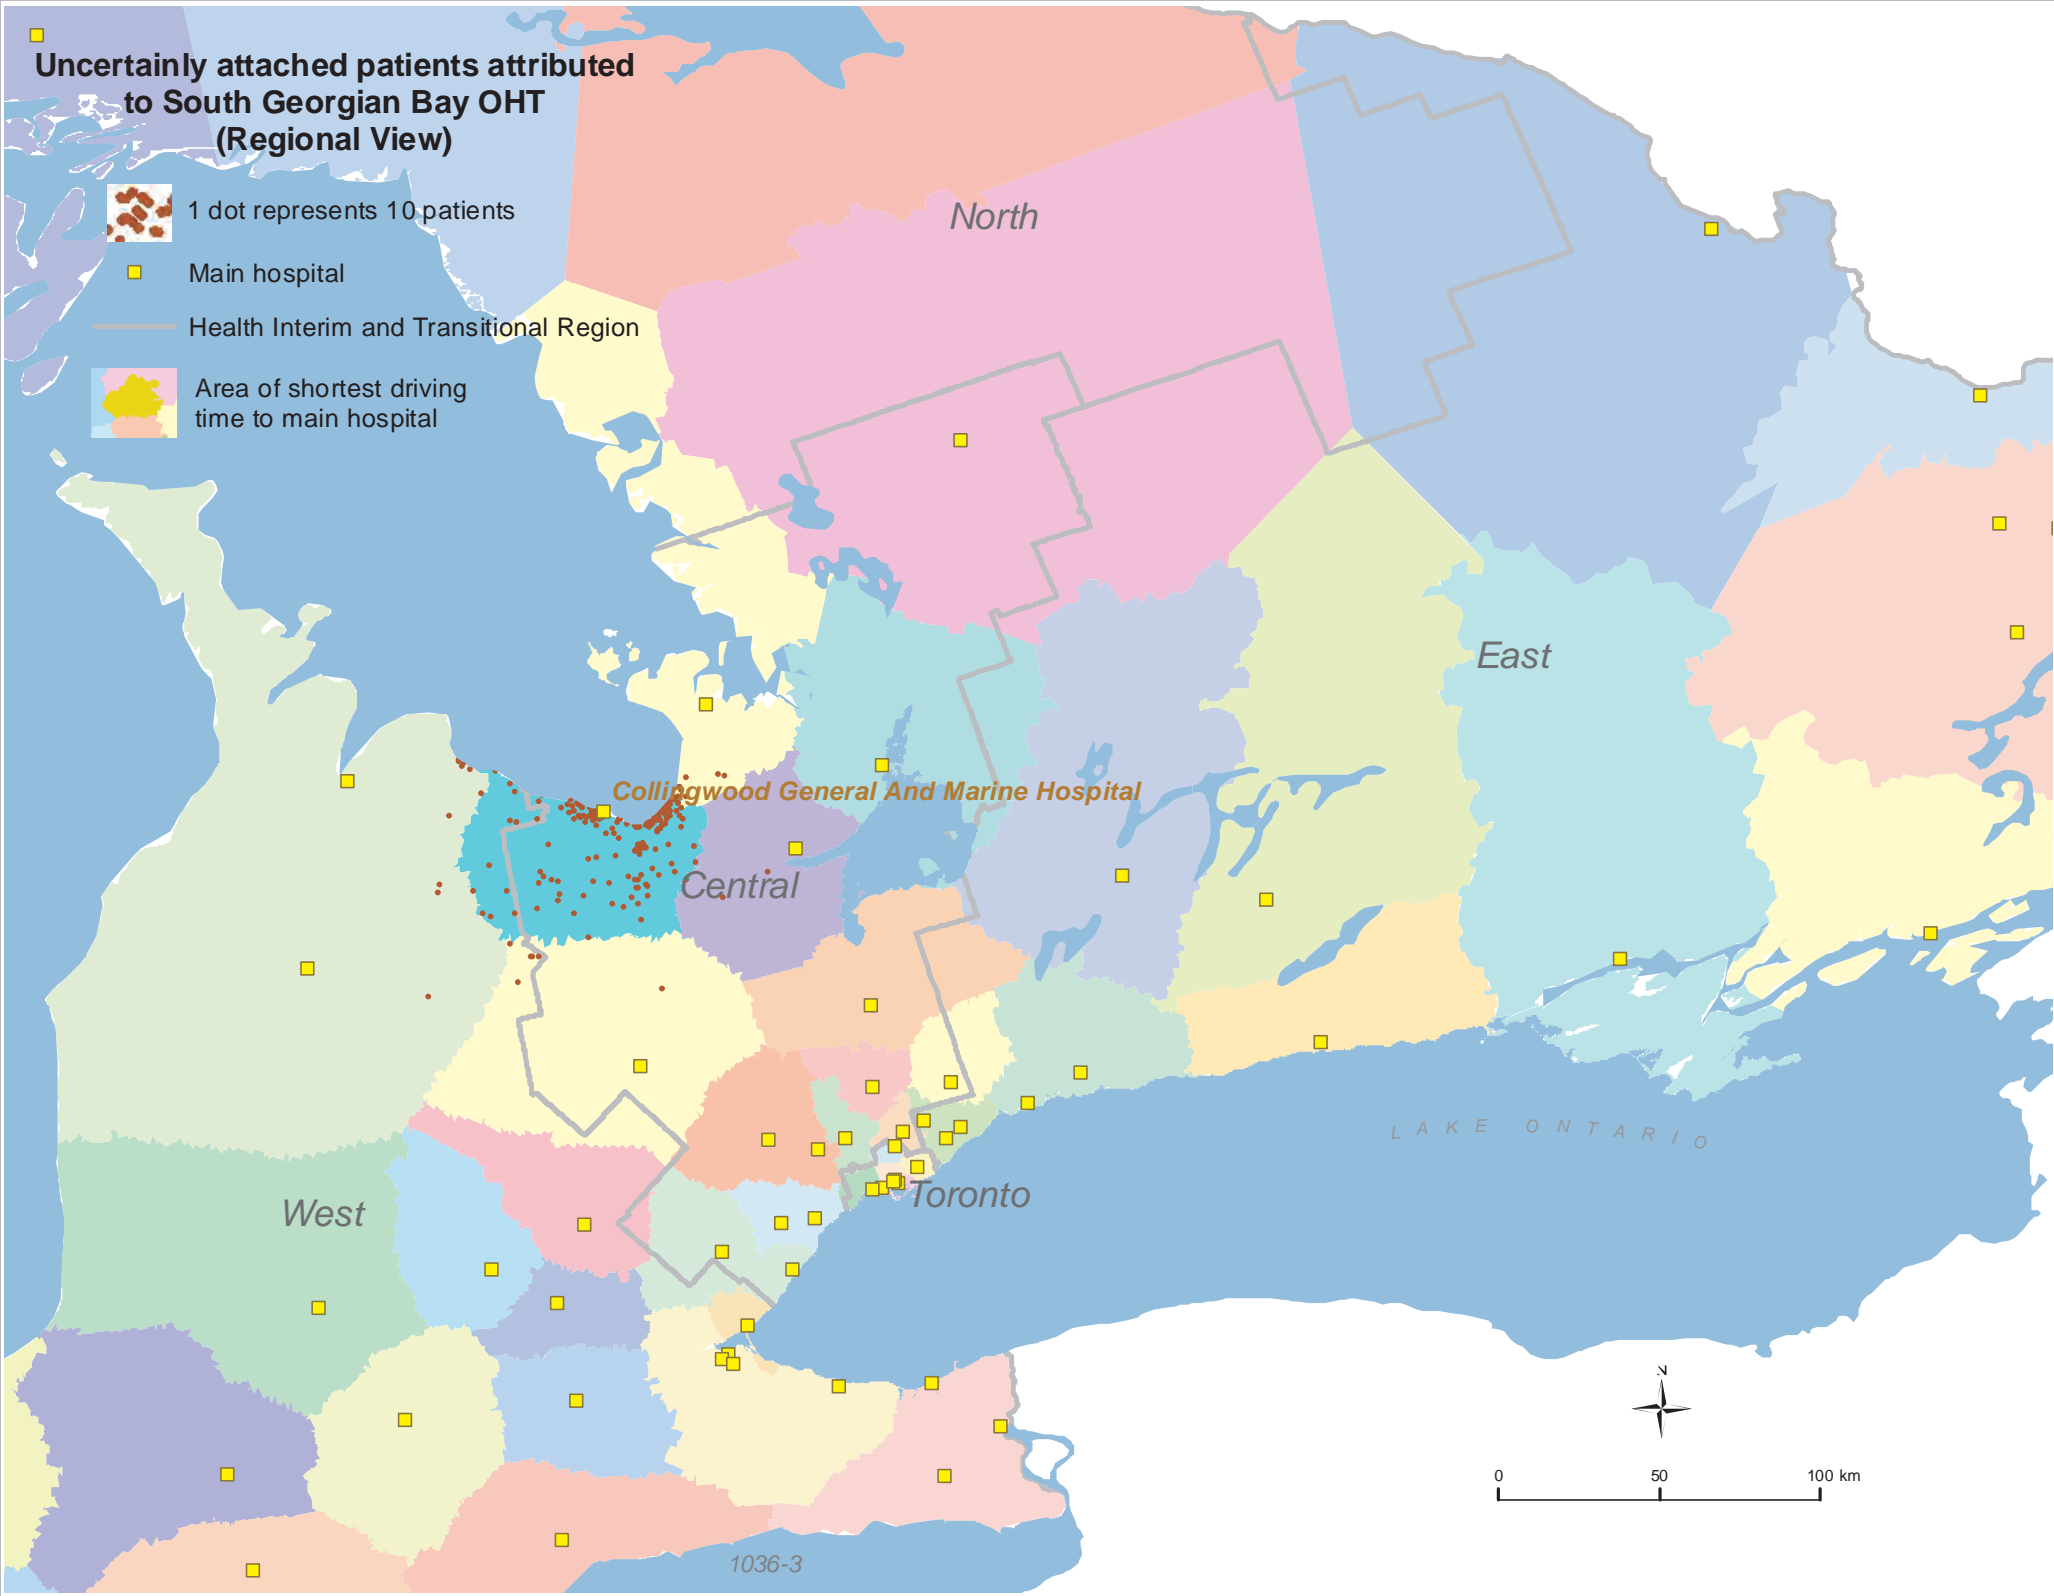 Uncertainly attached patients attributed
to South Georgian Bay OHT
(Regional View)
1 dot represents 10 patients
Main hospital
Health Interim and Transitional Region
Area of shortest driving
time to main hospital
North
East
Collingwood General And Marine Hospital
Central
LAKE ONTARIO
Toronto
West
N
0 50 100 km
1036-3